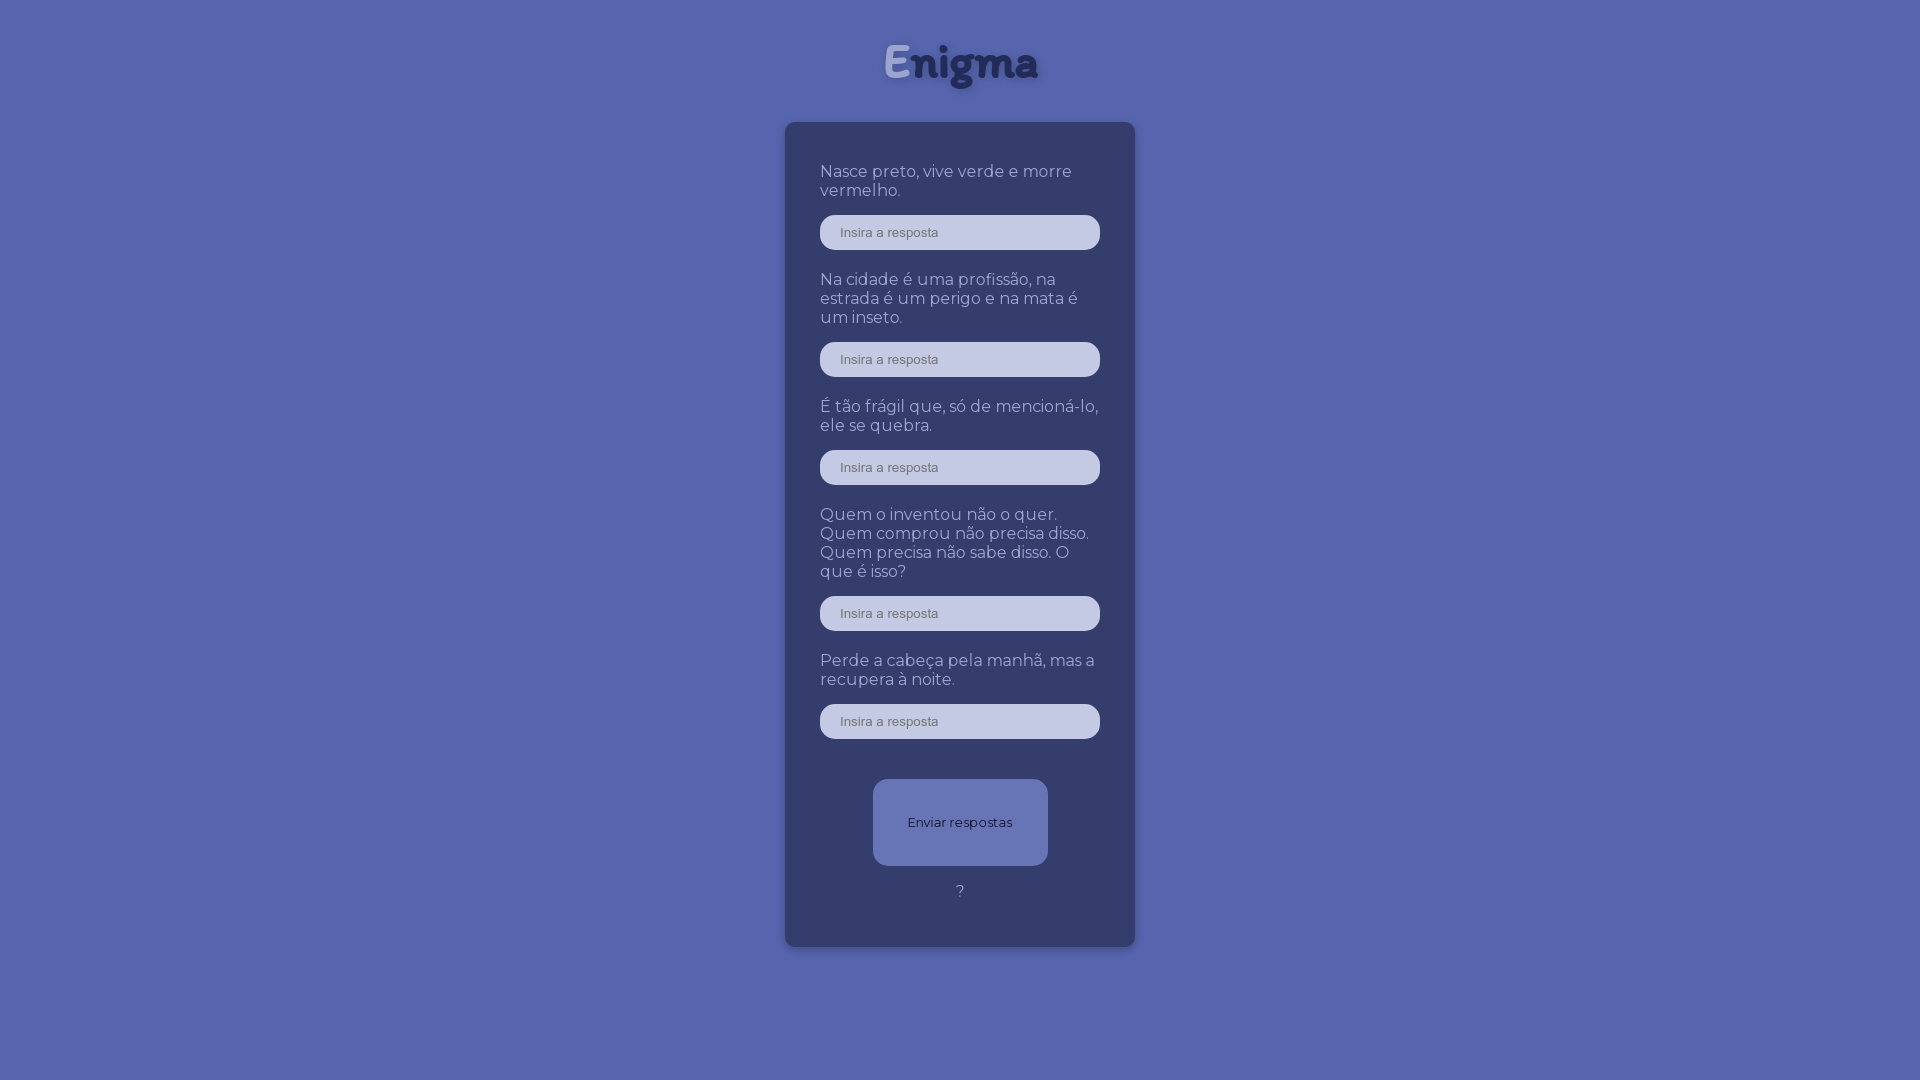 Enigma
Nasce preto, vive verde e morre
vermelho.
Insira a resposta
Na cidade é uma profissão, na
estrada é um perigo e na mata é
um inseto.
Insira a resposta
É tão frágil que, só de mencioná-lo,
ele se quebra.
Insira a resposta
Quem o inventou não o quer.
Quem comprou não precisa disso.
Quem precisa não sabe disso. O
que é isso?
Insira a resposta
Perde a cabeça pela manhã, mas a
recupera à noite.
Insira a resposta
Enviar respostas
?